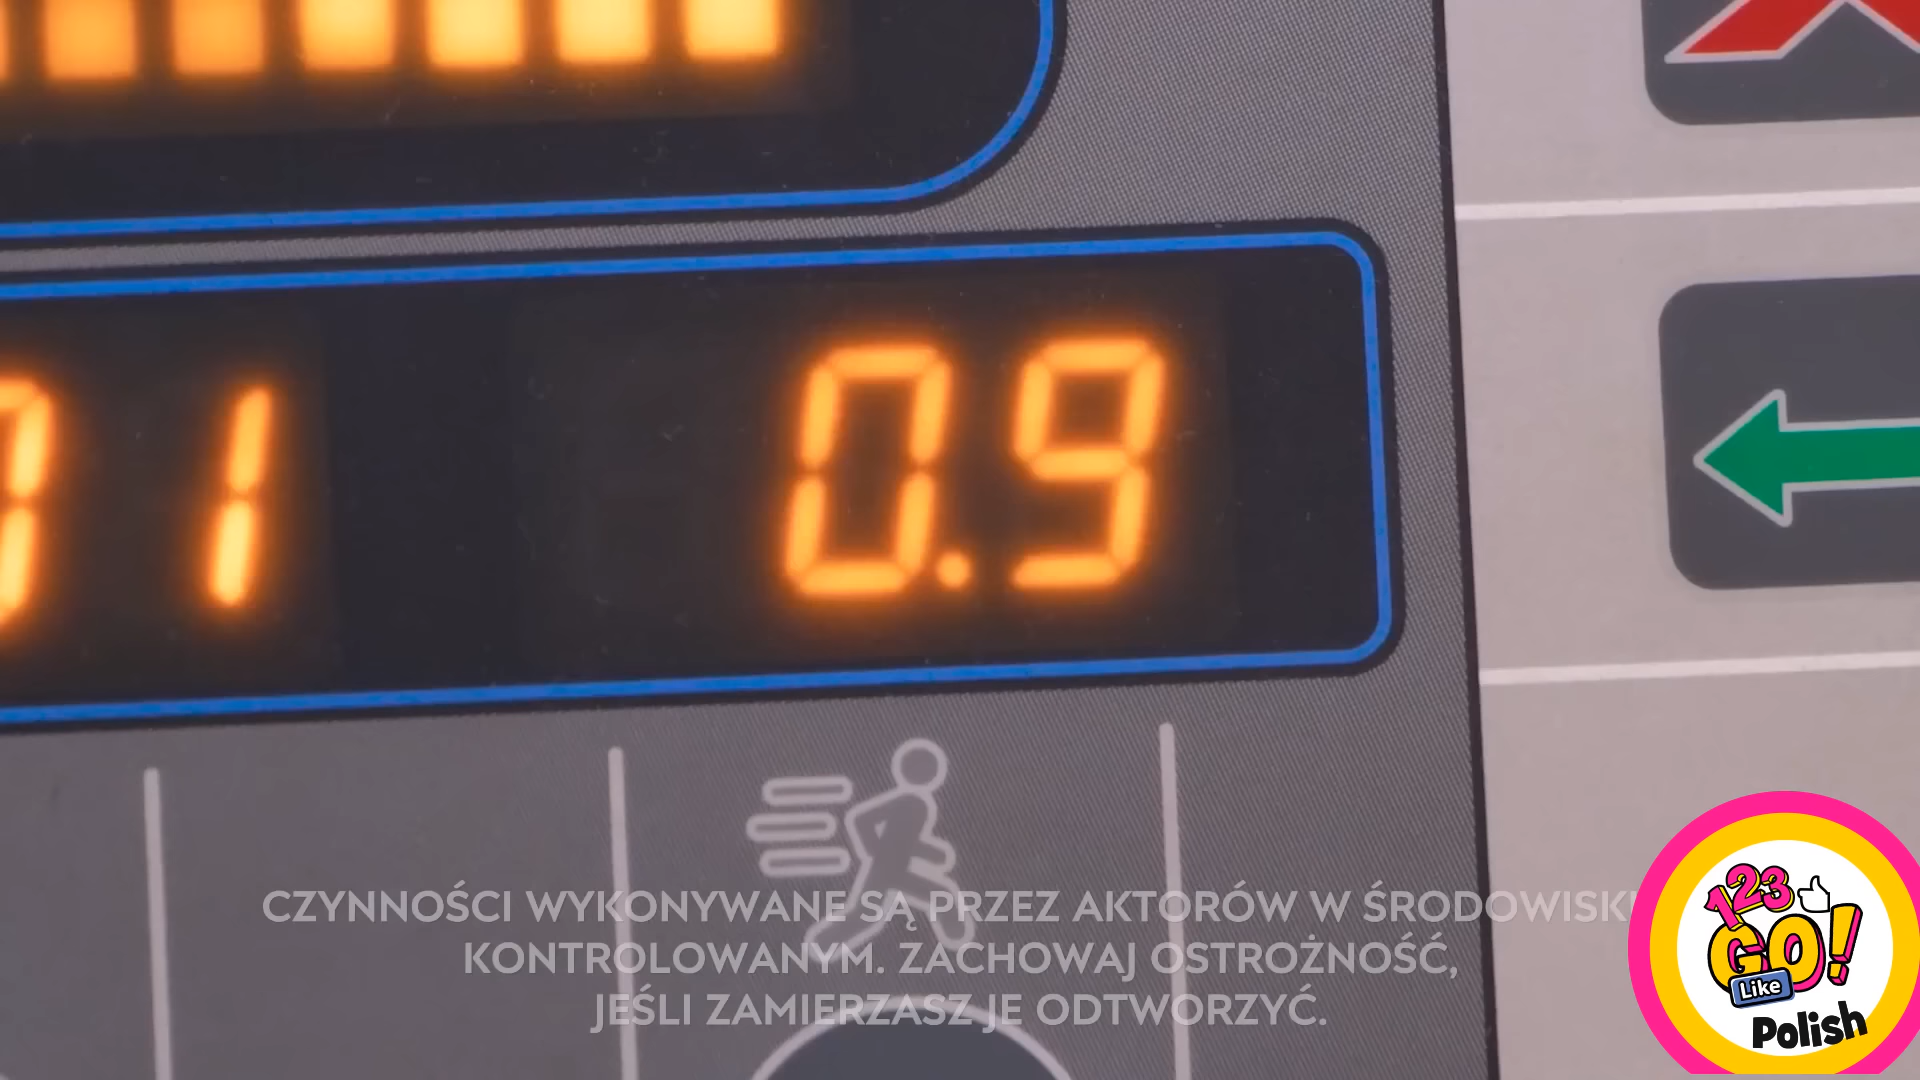 1
0.9
CZYNNOŚCI WYKONYWANE SĄ PRZEZ AKTORÓW W ŚRODOWISKU
KONTROLOWANYM. ZACHOWAJ OSTROŻNOŚĆ,
JEŚLI ZAMIERZASZ JE ODTWORZYĆ.
123
GO!
Like
Polish